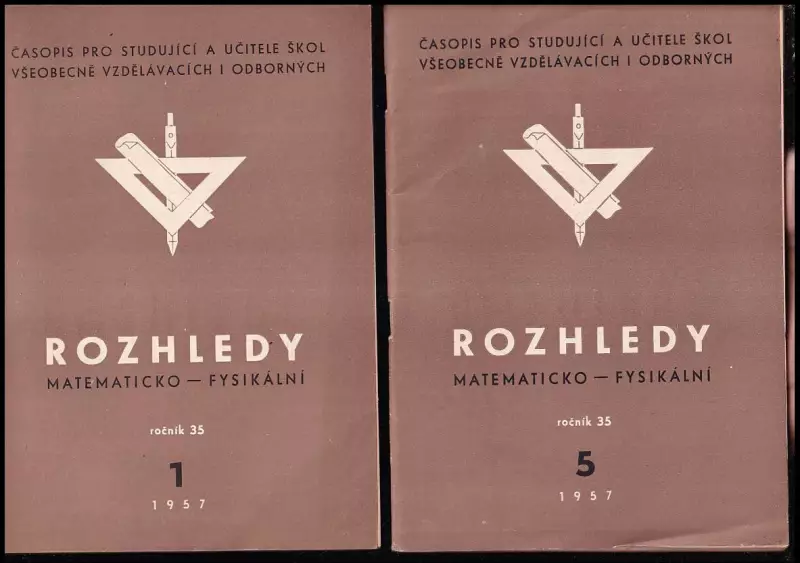 ČASOPIS PRO STUDUJÍCÍ A UČITELE ŠKOL
VŠEOBECNĚ VZDĚLÁVACÍCH I ODBORNÝCH
ROZHLEDY
MATEMATICKO — FYSIKÁLNÍ
ročník 35
1
1957
ČASOPIS PRO STUDUJÍCÍ A UČITELE ŠKOL
VŠEOBECNĚ VZDĚLÁVACÍCH I ODBORNÝCH
ROZHLEDY
MATEMATICKO — FYSIKÁLNÍ
ročník 35
5
1957